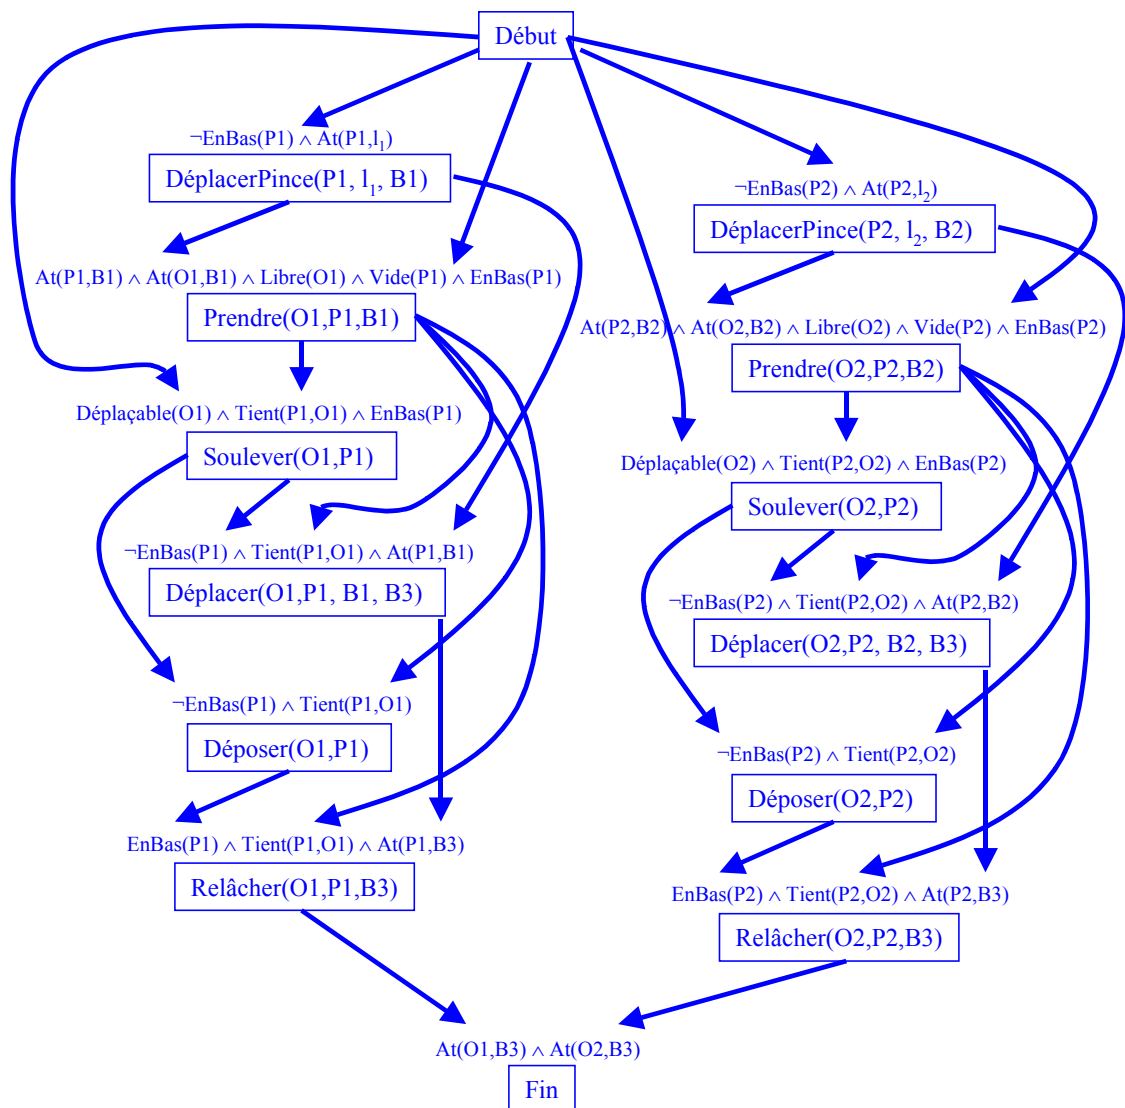 Début
¬EnBas(P1) ∧ At(P1,l₁)
DéplacerPince(P1, l₁, B1)
At(P1,B1) ∧ At(O1,B1) ∧ Libre(O1) ∧ Vide(P1) ∧ EnBas(P1)
Prendre(O1,P1,B1)
Déplaçable(O1) ∧ Tient(P1,O1) ∧ EnBas(P1)
Soulever(O1,P1)
¬EnBas(P1) ∧ Tient(P1,O1) ∧ At(P1,B1)
Déplacer(O1,P1, B1, B3)
¬EnBas(P1) ∧ Tient(P1,O1)
Déposer(O1,P1)
EnBas(P1) ∧ Tient(P1,O1) ∧ At(P1,B3)
Relâcher(O1,P1,B3)
¬EnBas(P2) ∧ At(P2,l₂)
DéplacerPince(P2, l₂, B2)
At(P2,B2) ∧ At(O2,B2) ∧ Libre(O2) ∧ Vide(P2) ∧ EnBas(P2)
Prendre(O2,P2,B2)
Déplaçable(O2) ∧ Tient(P2,O2) ∧ EnBas(P2)
Soulever(O2,P2)
¬EnBas(P2) ∧ Tient(P2,O2) ∧ At(P2,B2)
Déplacer(O2,P2, B2, B3)
¬EnBas(P2) ∧ Tient(P2,O2)
Déposer(O2,P2)
EnBas(P2) ∧ Tient(P2,O2) ∧ At(P2,B3)
Relâcher(O2,P2,B3)
At(O1,B3) ∧ At(O2,B3)
Fin